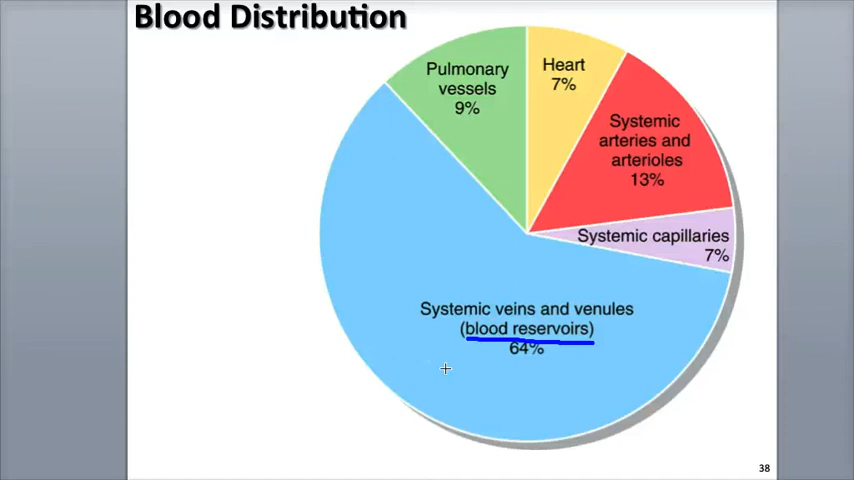 Blood Distribution
Pulmonary
vessels
9%
Heart
7%
Systemic
arteries and
arterioles
13%
Systemic capillaries
7%
Systemic veins and venules
(blood reservoirs)
64%
38